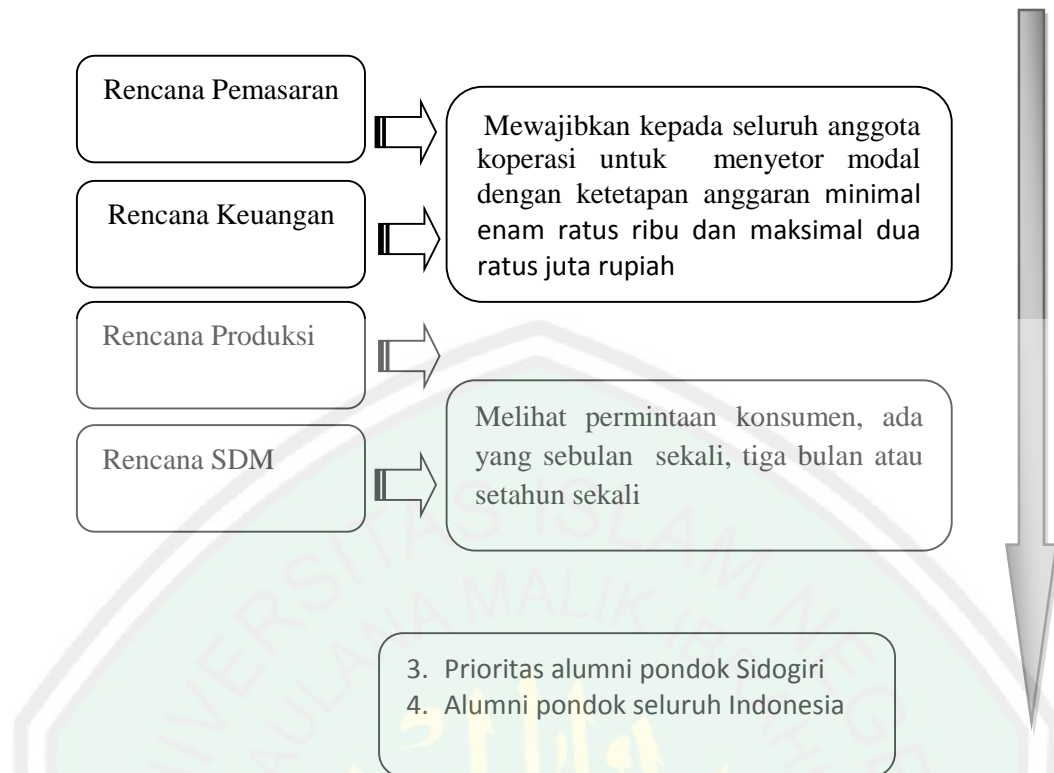 Rencana Pemasaran
Mewajibkan kepada seluruh anggota
koperasi untuk menyetor modal
dengan ketetapan anggaran minimal
enam ratus ribu dan maksimal dua
ratus juta rupiah
Rencana Keuangan
Rencana Produksi
Melihat permintaan konsumen, ada
yang sebulan sekali, tiga bulan atau
setahun sekali
Rencana SDM
3. Prioritas alumni pondok Sidogiri
4. Alumni pondok seluruh Indonesia